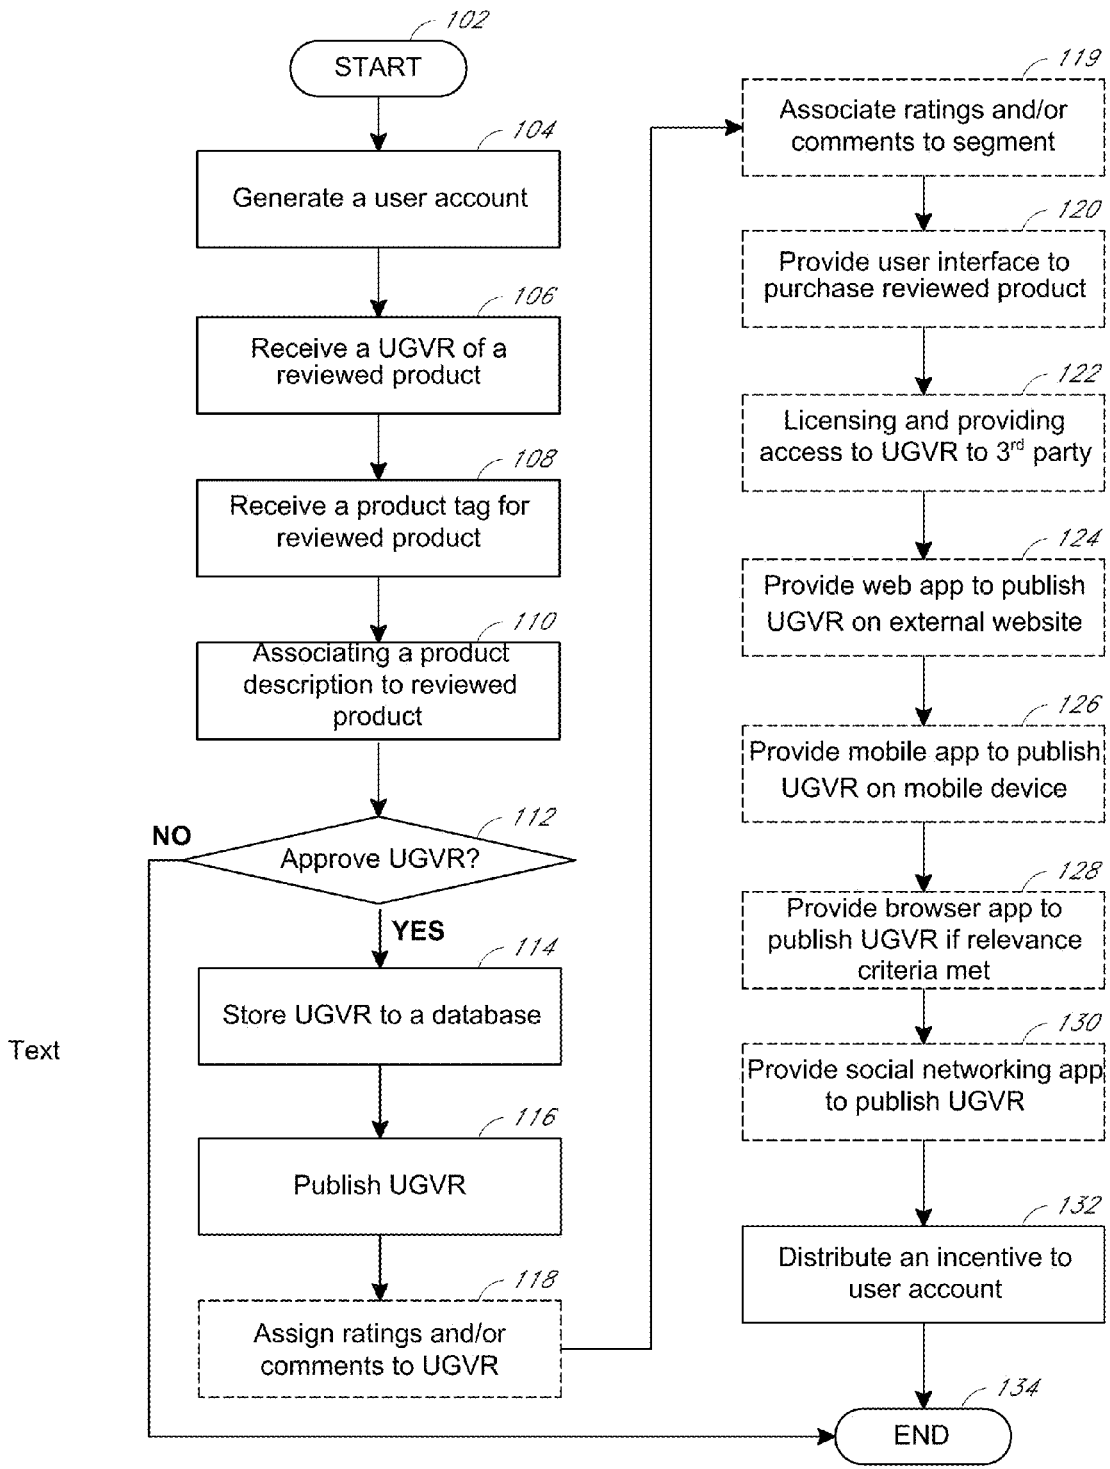 102
START
104
Generate a user account
106
Receive a UGVR of a
reviewed product
108
Receive a product tag for
reviewed product
110
Associating a product
description to reviewed
product
112
NO
Approve UGVR?
YES
114
Store UGVR to a database
Text
116
Publish UGVR
118
Assign ratings and/or
comments to UGVR
119
Associate ratings and/or
comments to segment
120
Provide user interface to
purchase reviewed product
122
Licensing and providing
access to UGVR to 3rd party
124
Provide web app to publish
UGVR on external website
126
Provide mobile app to publish
UGVR on mobile device
128
Provide browser app to
publish UGVR if relevance
criteria met
130
Provide social networking app
to publish UGVR
132
Distribute an incentive to
user account
134
END